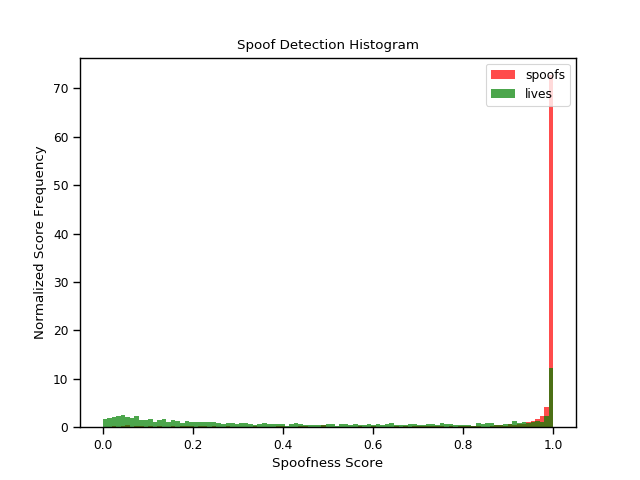 Spoof Detection Histogram
spoofs
lives
Normalized Score Frequency
70
60
50
40
30
20
10
0
0.0 0.2 0.4 0.6 0.8 1.0
Spoofness Score